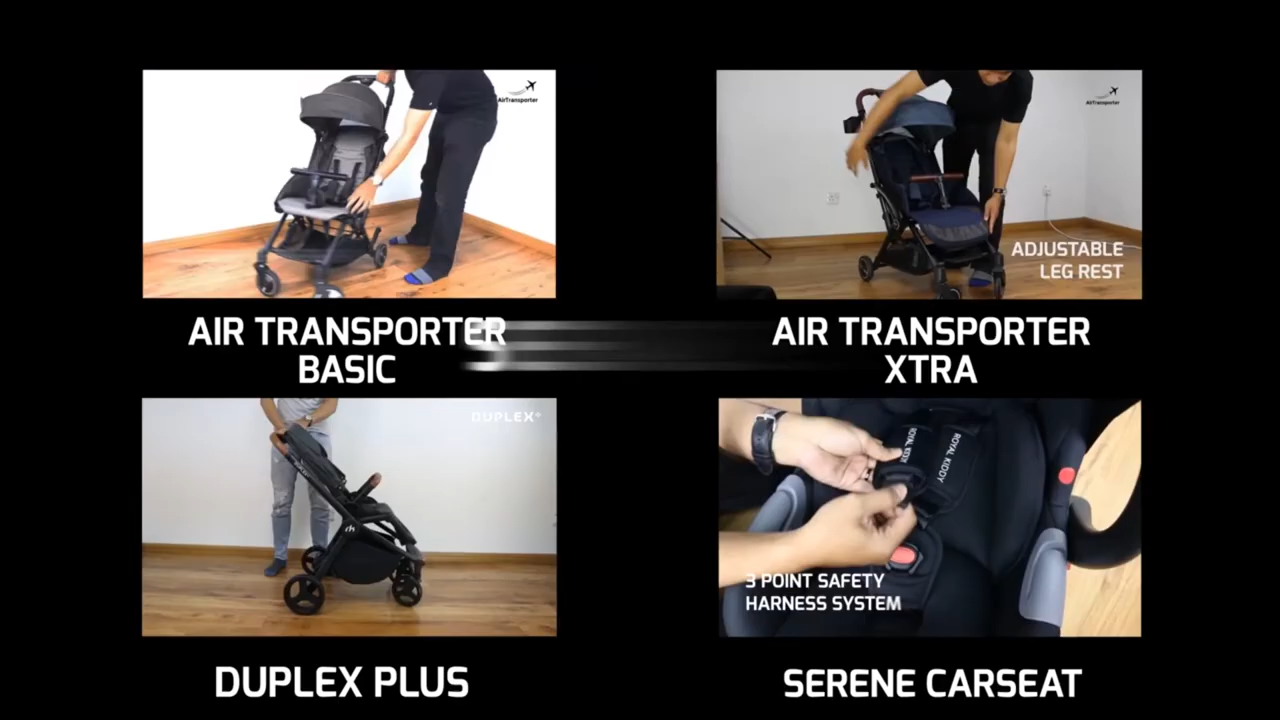 AirTransporter
AirTransporter
ADJUSTABLE
LEG REST
AIR TRANSPORTER
BASIC
AIR TRANSPORTER
XTRA
DUPLEX+
ROYAL KIDDY
ROYAL KIDDY
3 POINT SAFETY
HARNESS SYSTEM
DUPLEX PLUS
SERENE CARSEAT